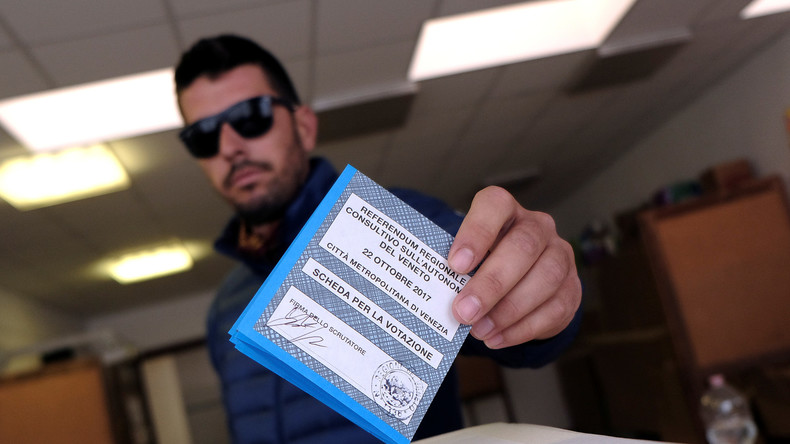 REFERENDUM REGIONALE
CONSULTIVO SULL'AUTONOM
DEL VENETO
22 OTTOBRE 2017
CITTÀ METROPOLITANA DI VENEZIA
SCHEDA PER LA VOTAZIONE
FIRMA DELLO SCRUTATORE